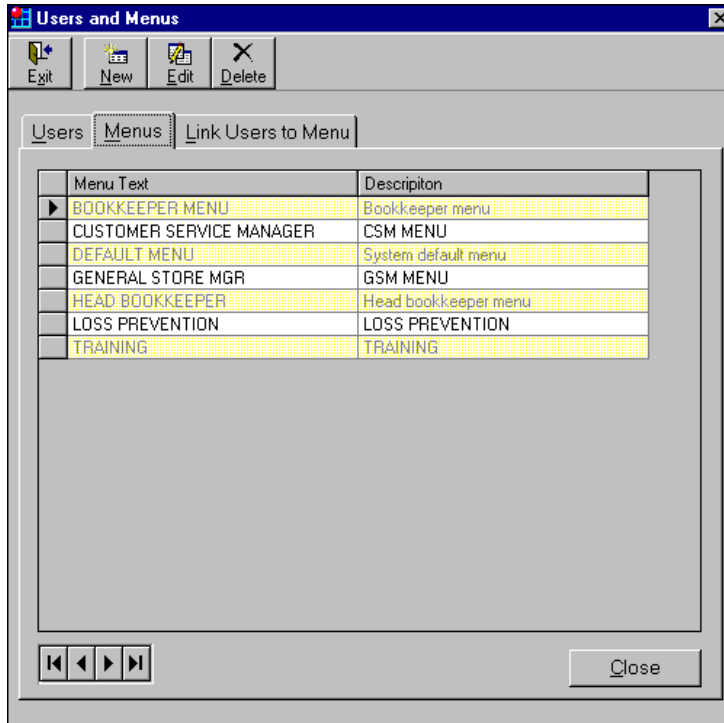 Users and Menus
Exit New Edit Delete
Users Menus Link Users to Menu
Menu Text Descripiton
BOOKKEEPER MENU Bookkeeper menu
CUSTOMER SERVICE MANAGER CSM MENU
DEFAULT MENU System default menu
GENERAL STORE MGR GSM MENU
HEAD BOOKKEEPER Head bookkeeper menu
LOSS PREVENTION LOSS PREVENTION
TRAINING TRAINING
Close